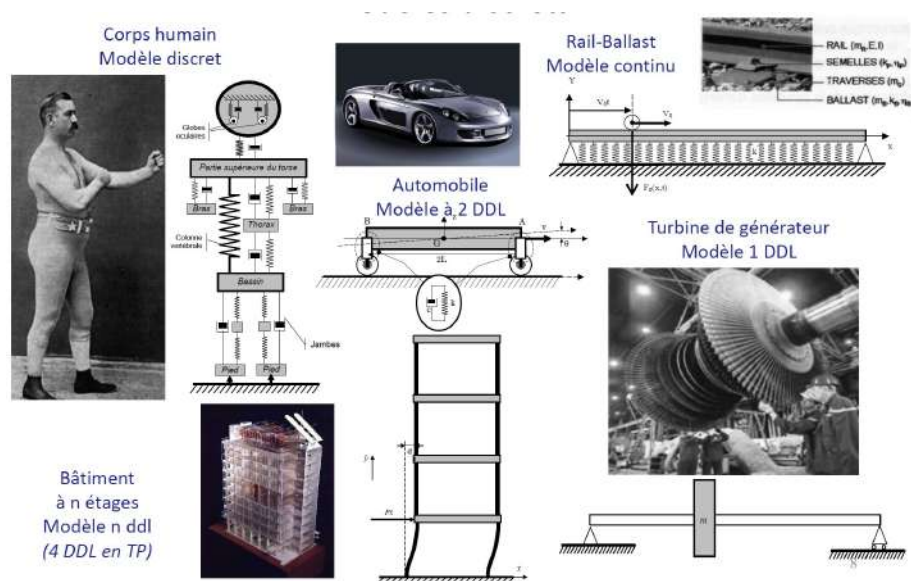 Corps humain
Modèle discret
Globes
oculaires
Partie supérieure du torse
Bras
Bras
Thorax
Colonne
vertébrale
Bassin
Jambes
Pied
Pied
Automobile
Modèle à 2 DDL
B
z
A
v
G
θ
2L
Rail-Ballast
Modèle continu
RAIL (
E,I)
SEMELLES (
TRAVERSES (
BALLAST (
Y
x
k
Turbine de générateur
Modèle 1 DDL
m
8
Bâtiment
à n étages
Modèle n ddl
(4 DDL en TP)